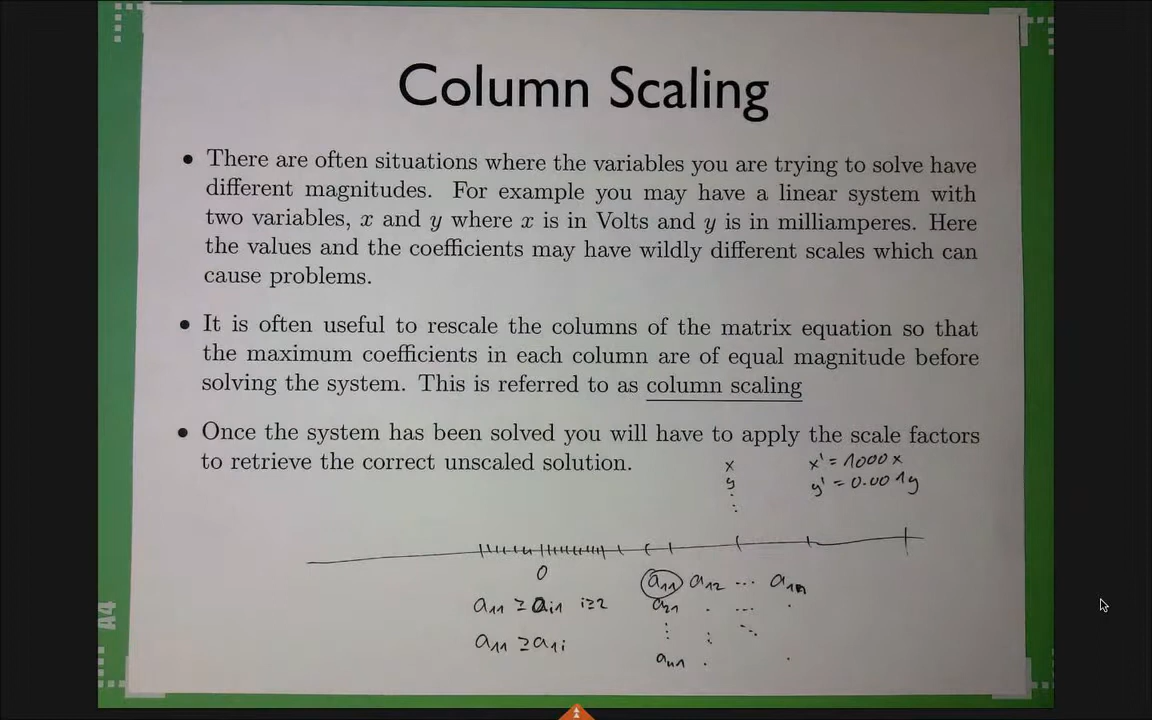 Column Scaling
• There are often situations where the variables you are trying to solve have
different magnitudes. For example you may have a linear system with
two variables, x and y where x is in Volts and y is in milliamperes. Here
the values and the coefficients may have wildly different scales which can
cause problems.
• It is often useful to rescale the columns of the matrix equation so that
the maximum coefficients in each column are of equal magnitude before
solving the system. This is referred to as column scaling
• Once the system has been solved you will have to apply the scale factors
to retrieve the correct unscaled solution.
x x' = 1000 x
y y' = 0.001y
⋮
0
a₁₁ a₁₂ ... a₁ₙ
a₁₁ ≥ aᵢ₁ i≥2 a₂₁ . ... .
⋮ ⋮ ⋱
a₁₁ ≥ a₁ᵢ
aₙ₁ . .
A4